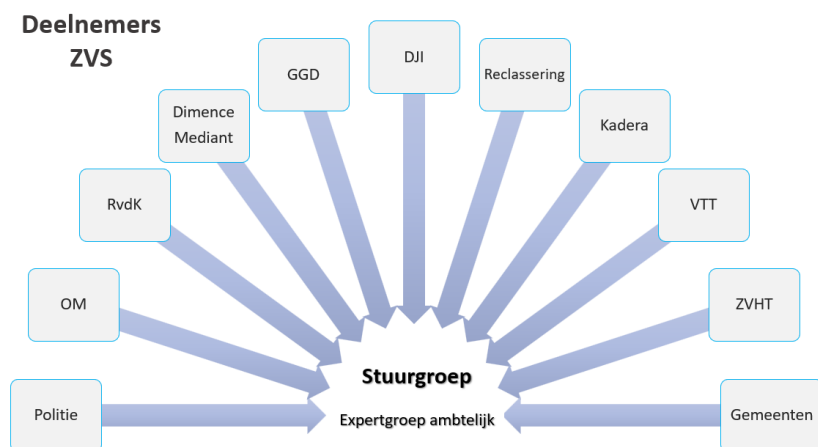 Deelnemers
ZVS
Politie
OM
RvdK
Dimence
Mediant
GGD
DJI
Reclassering
Kadera
VTT
ZVHT
Gemeenten
Stuurgroep
Expertgroep ambtelijk